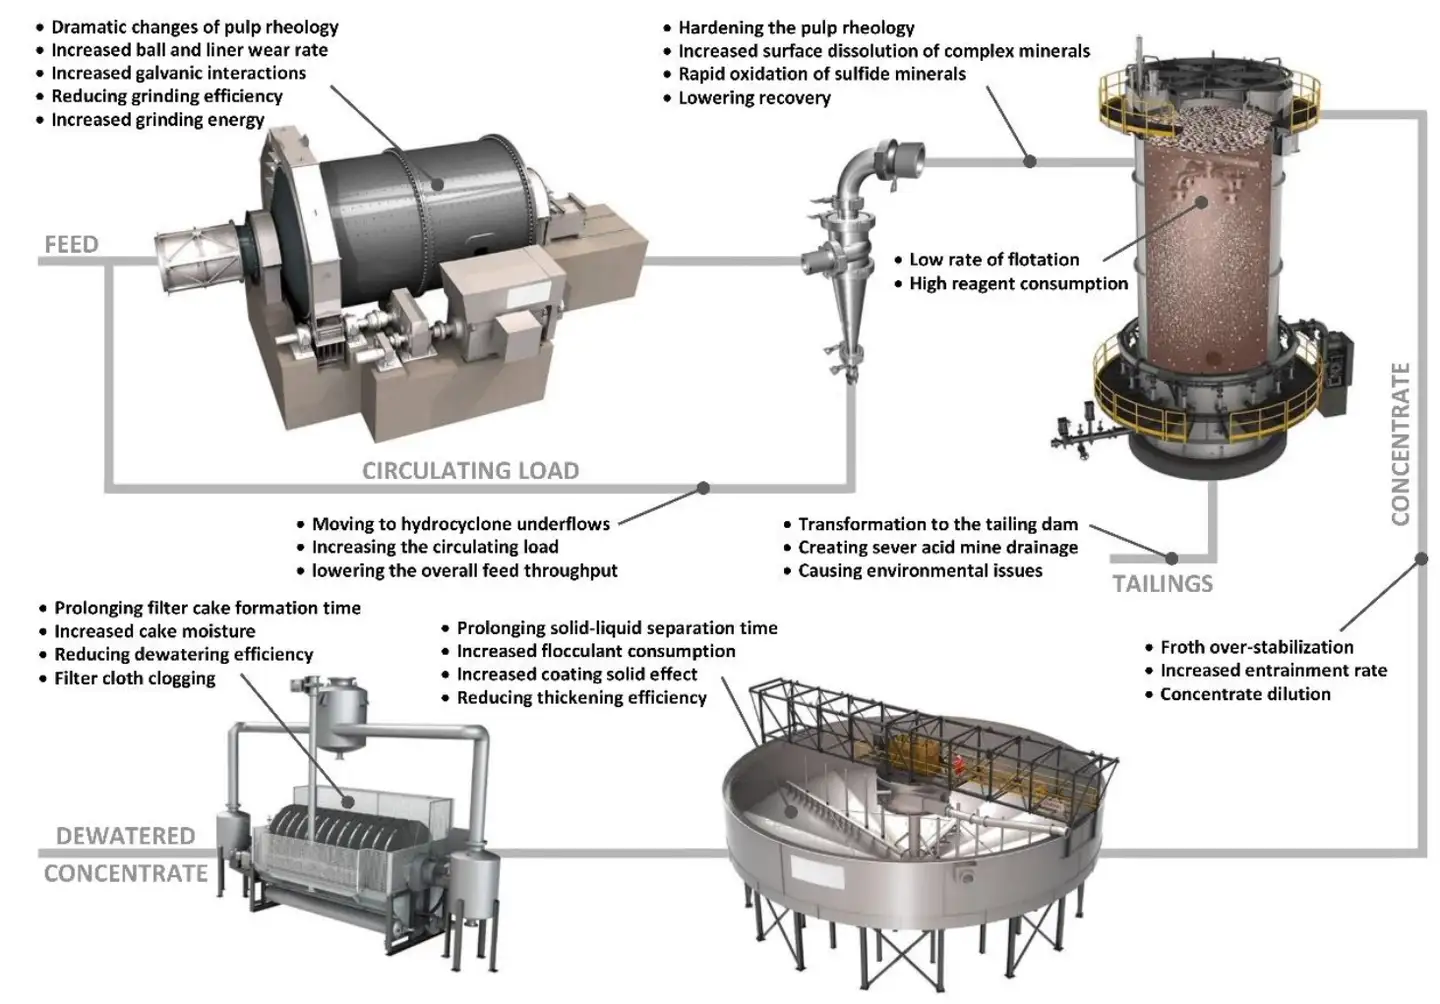 • Dramatic changes of pulp rheology
• Increased ball and liner wear rate
• Increased galvanic interactions
• Reducing grinding efficiency
• Increased grinding energy
• Hardening the pulp rheology
• Increased surface dissolution of complex minerals
• Rapid oxidation of sulfide minerals
• Lowering recovery
FEED
• Low rate of flotation
• High reagent consumption
CONCENTRATE
CIRCULATING LOAD
• Moving to hydrocyclone underflows
• Increasing the circulating load
• lowering the overall feed throughput
• Transformation to the tailing dam
• Creating sever acid mine drainage
• Causing environmental issues
TAILINGS
• Prolonging filter cake formation time
• Increased cake moisture
• Reducing dewatering efficiency
• Filter cloth clogging
• Prolonging solid-liquid separation time
• Increased flocculant consumption
• Increased coating solid effect
• Reducing thickening efficiency
• Froth over-stabilization
• Increased entrainment rate
• Concentrate dilution
DEWATERED
CONCENTRATE